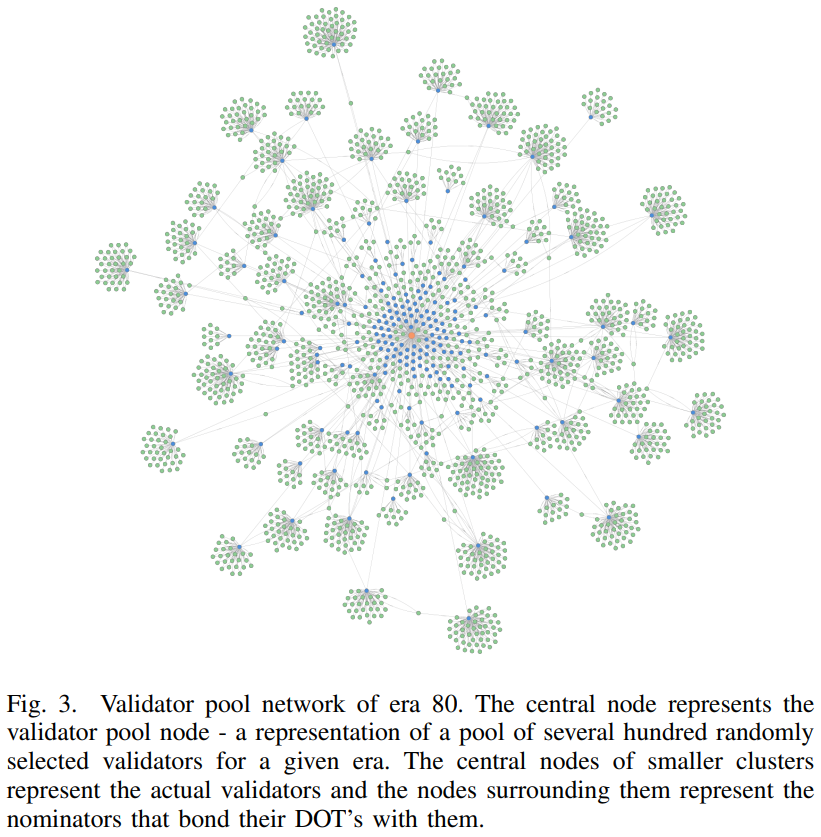 Fig. 3. Validator pool network of era 80. The central node represents the
validator pool node - a representation of a pool of several hundred randomly
selected validators for a given era. The central nodes of smaller clusters
represent the actual validators and the nodes surrounding them represent the
nominators that bond their DOT's with them.